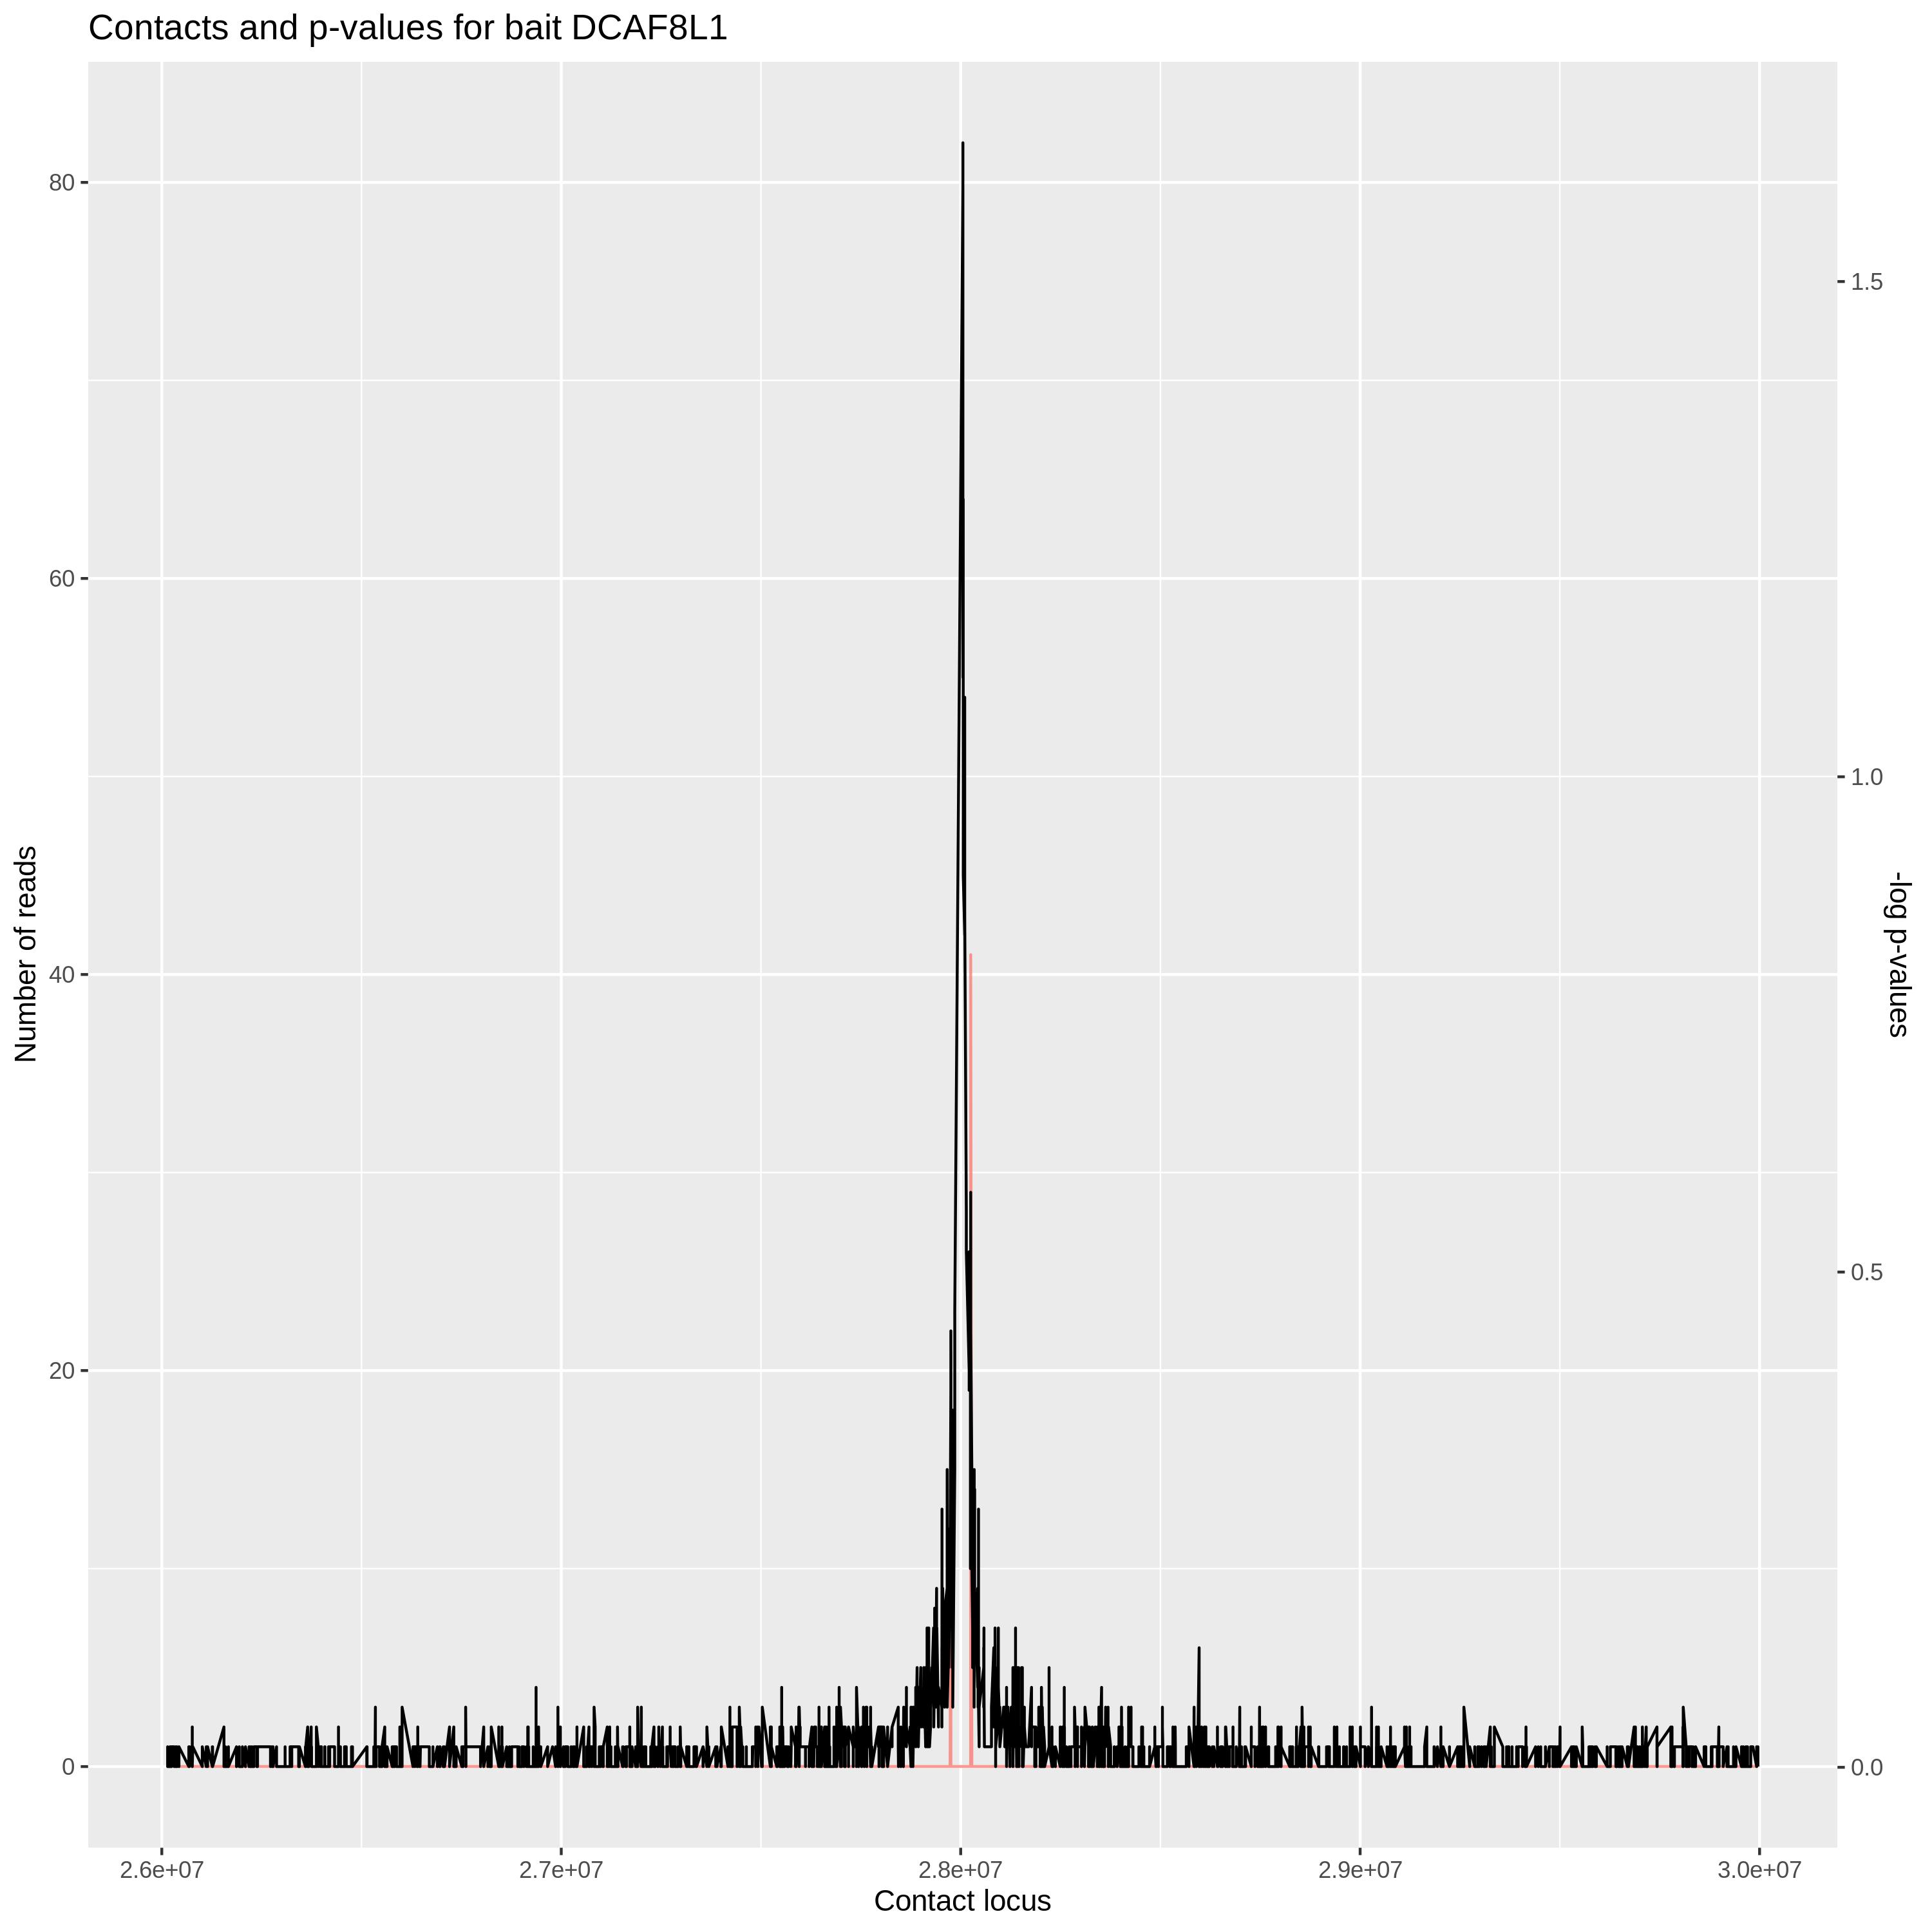 Contacts and p-values for bait DCAF8L1
Number of reads
80
60
40
20
0
1.5
1.0
0.5
0.0
-log p-values
2.6e+07
2.7e+07
2.8e+07
2.9e+07
3.0e+07
Contact locus